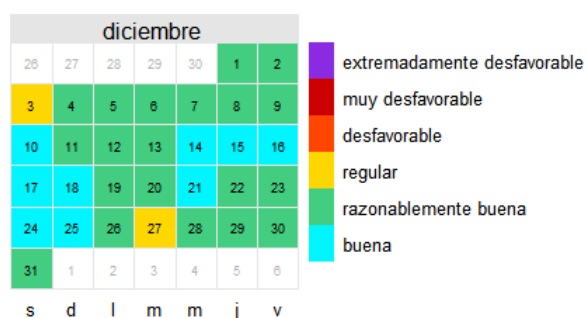 diciembre
26 27 28 29 30 1 2
3 4 5 6 7 8 9
10 11 12 13 14 15 16
17 18 19 20 21 22 23
24 25 26 27 28 29 30
31 1 2 3 4 5 6
s d l m m j v
extremadamente desfavorable
muy desfavorable
desfavorable
regular
razonablemente buena
buena